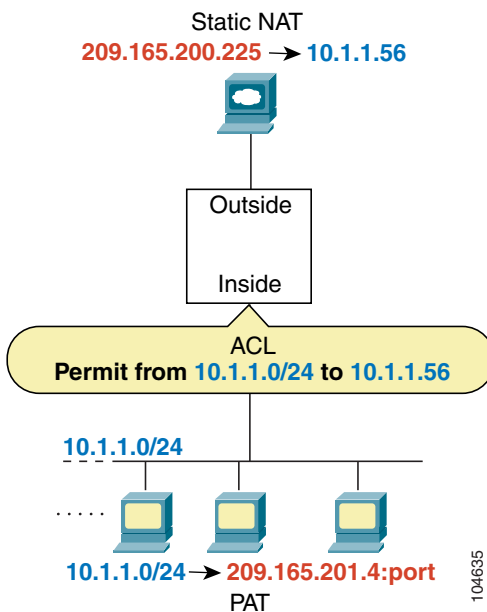 Static NAT
209.165.200.225 → 10.1.1.56
Outside
Inside
ACL
Permit from 10.1.1.0/24 to 10.1.1.56
10.1.1.0/24
10.1.1.0/24 → 209.165.201.4:port
PAT
104635